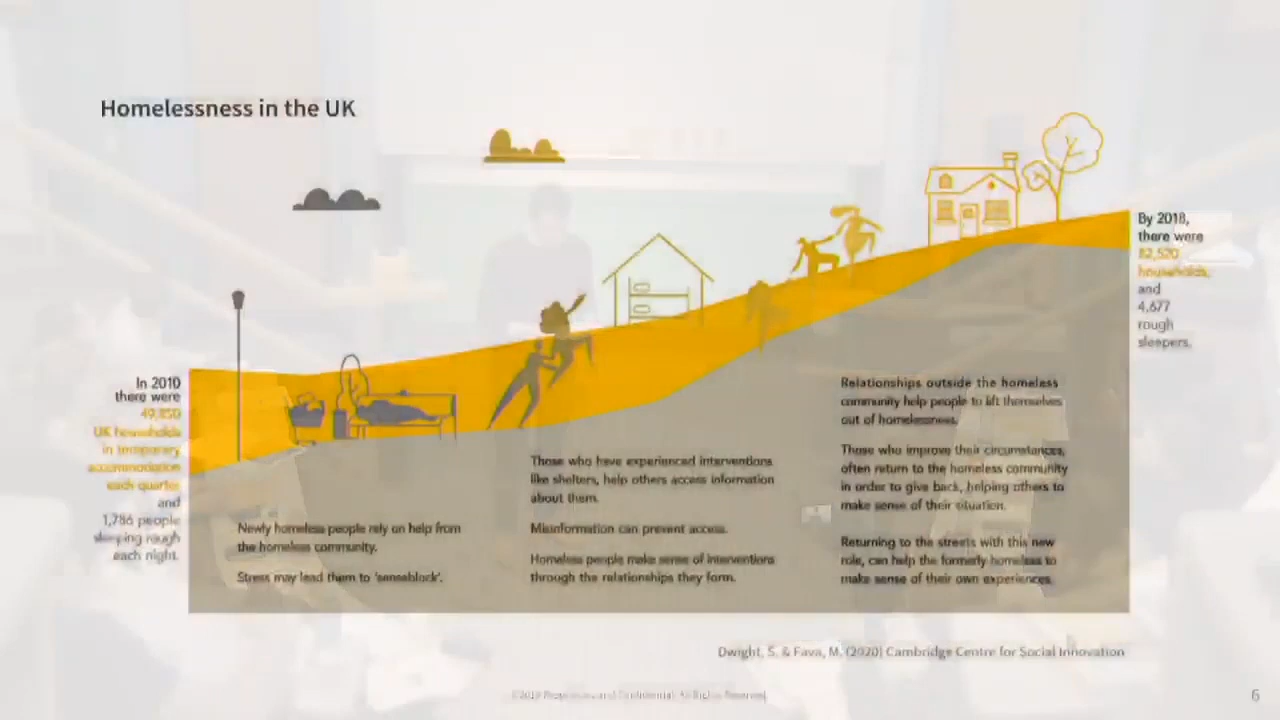 Homelessness in the UK
In 2010
there were
49,850
UK households
in temporary
accommodation
each quarter
and
1,786 people
sleeping rough
each night.
Newly homeless people rely on help from
the homeless community.
Stress may lead them to 'senseblock'.
Those who have experienced interventions
like shelters, help others access information
about them.
Misinformation can prevent access.
Homeless people make sense of interventions
through the relationships they form.
Relationships outside the homeless
community help people to lift themselves
out of homelessness.
Those who improve their circumstances,
often return to the homeless community
in order to give back, helping others to
make sense of their situation.
Returning to the streets with this new
role, can help the formerly homeless to
make sense of their own experiences.
By 2018,
there were
82,520
households,
and
4,677
rough
sleepers.
Dwight, S. & Fava, M. (2020) Cambridge Centre for Social Innovation
©2019 Proprietary and Confidential. All Rights Reserved.
6